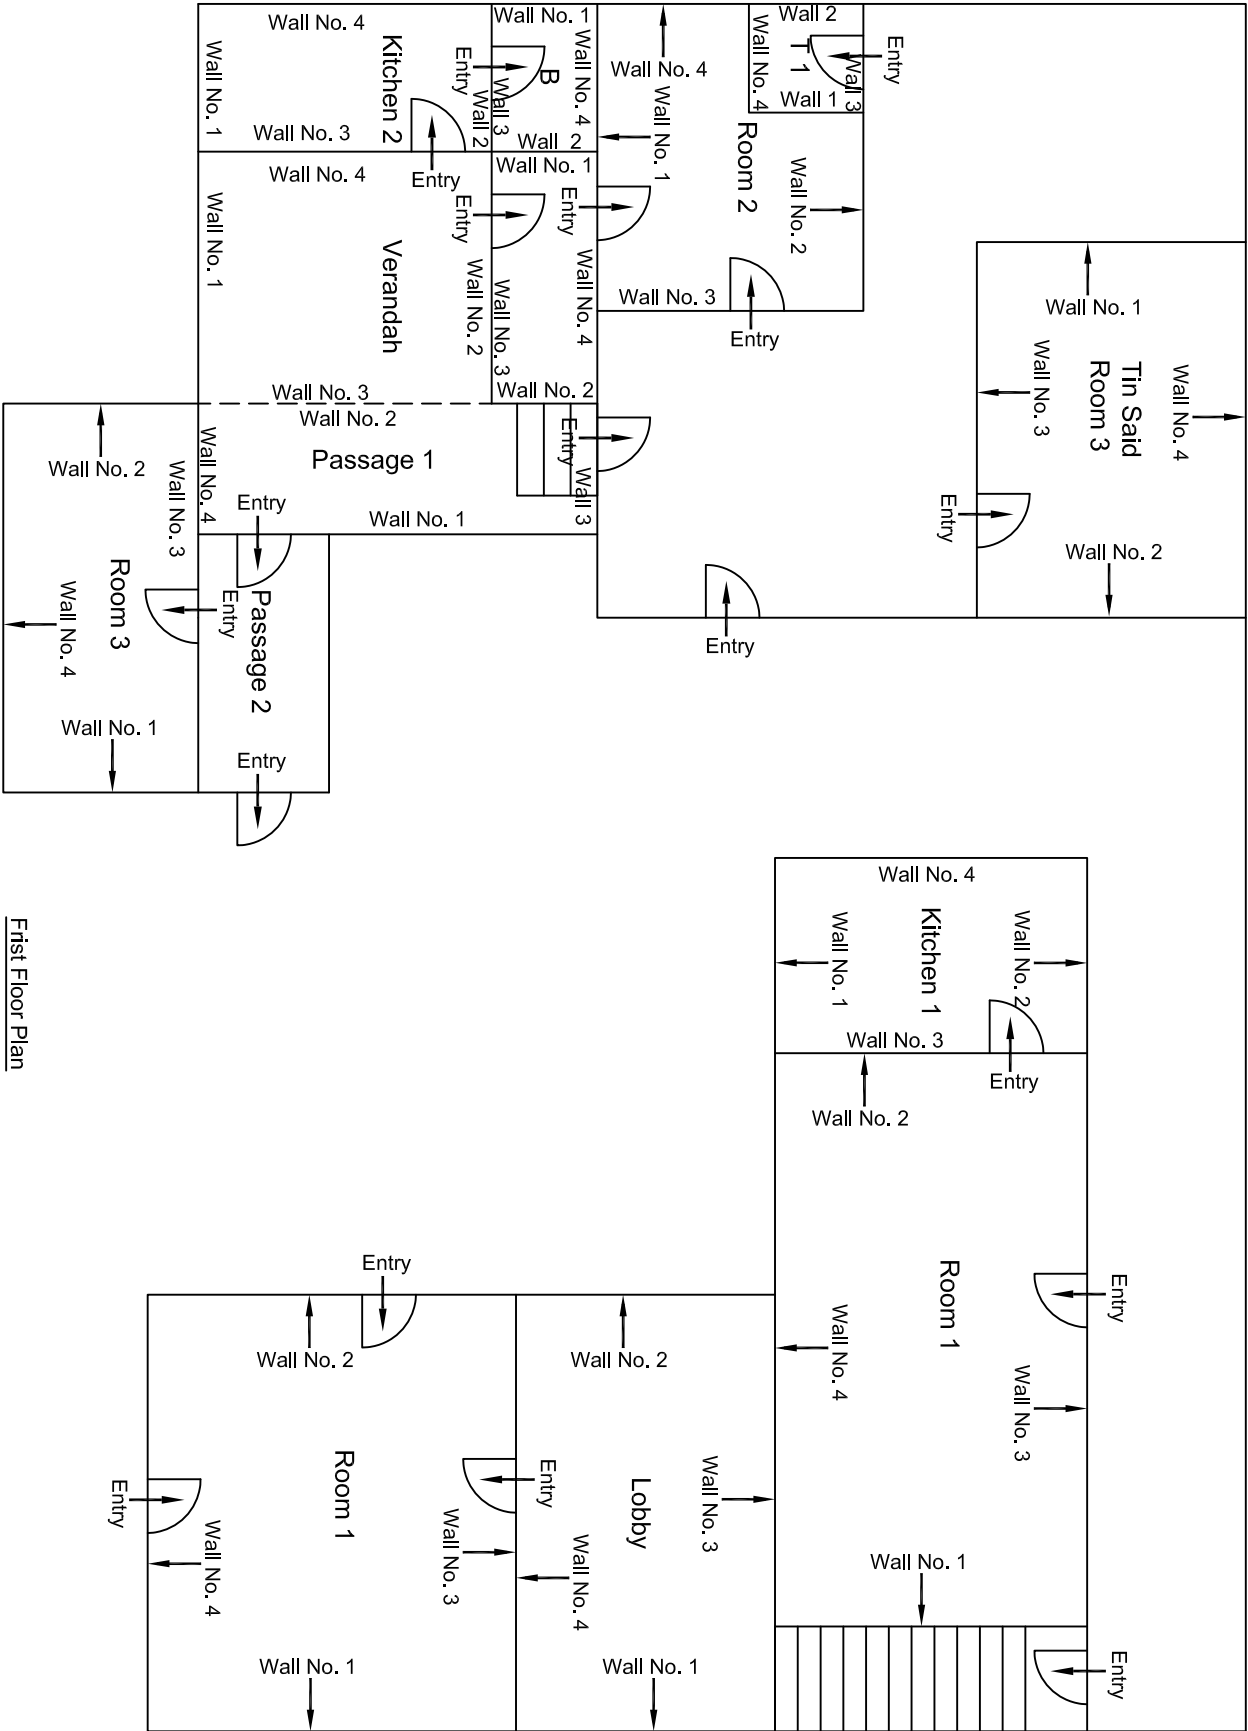 Wall No. 4
Wall No. 1
Kitchen 2
Wall No. 3
Entry
Wall 2
Entry
Wall No. 1
Wall No. 4
B
Wall 3
Wall 2
Wall No. 4
Wall No. 1
Room 2
Wall No. 2
Wall No. 3
Entry
Entry
Wall 2
Wall No. 4
T 1
Wall 3
Wall 1
Entry
Wall No. 1
Entry
Wall No. 4
Wall No. 3
Wall No. 2
Wall No. 4
Wall No. 1
Verandah
Wall No. 2
Wall No. 3
Entry
Wall No. 1
Wall No. 3
Tin Said
Room 3
Wall No. 4
Entry
Wall No. 2
Wall No. 2
Passage 1
Wall No. 4
Wall No. 1
Entry
Wall 3
Entry
Wall No. 2
Wall No. 3
Room 3
Wall No. 4
Wall No. 1
Entry
Passage 2
Entry
Entry
Wall No. 4
Kitchen 1
Wall No. 1
Wall No. 2
Wall No. 3
Entry
Wall No. 2
Room 1
Entry
Wall No. 4
Wall No. 3
Wall No. 1
Entry
Entry
Wall No. 2
Room 1
Entry
Wall No. 3
Entry
Wall No. 4
Wall No. 1
Wall No. 2
Lobby
Wall No. 3
Wall No. 4
Wall No. 1
Frist Floor Plan